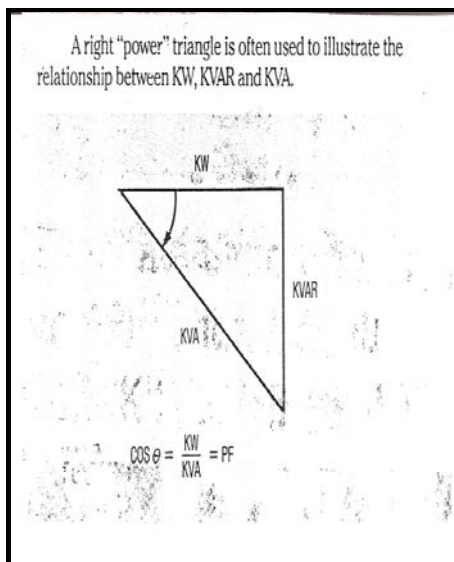 A right “power” triangle is often used to illustrate the
relationship between KW, KVAR and KVA.
KW
KVAR
KVA
COS θ = KW/KVA = PF